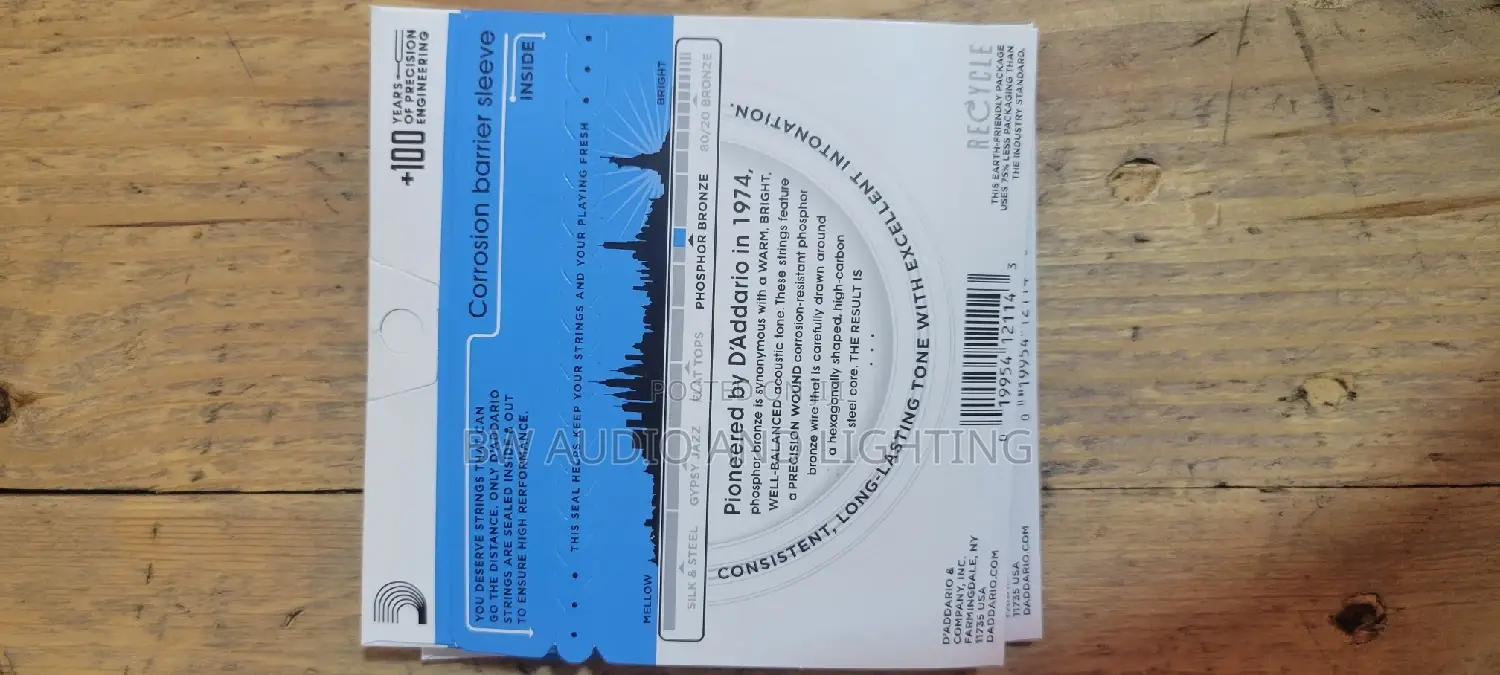 +100 YEARS
OF PRECISION
ENGINEERING
YOU DESERVE STRINGS THAT CAN
GO THE DISTANCE. ONLY D'ADDARIO
STRINGS ARE SEALED INSIDE A OUT
TO ENSURE HIGH PERFORMANCE.
Corrosion barrier sleeve
INSIDE
• • THIS SEAL HELPS KEEP YOUR STRINGS AND YOUR PLAYING FRESH • • •
MELLOW
BRIGHT
SILK & STEEL
GYPSY JAZZ
FLAT TOPS
PHOSPHOR BRONZE
80/20 BRONZE
Pioneered by D'Addario in 1974,
phosphor bronze is synonymous with a WARM, BRIGHT,
WELL-BALANCED acoustic tone. These strings feature
a PRECISION WOUND corrosion-resistant phosphor
bronze wire that is carefully drawn around
a hexagonally shaped, high-carbon
steel core. THE RESULT IS
. . . .
CONSISTENT, LONG-LASTING TONE WITH EXCELLENT INTONATION.
D'ADDARIO &
COMPANY, INC.
FARMINGDALE, NY
11735 USA
DADDARIO.COM
0 19954 12114 3
RECYCLE
THIS EARTH-FRIENDLY PACKAGE
USES 75% LESS PACKAGING THAN
THE INDUSTRY STANDARD.
11735 USA
DADDARIO.COM
0 19954 12114
POSTED ON
BW AUDIO AND LIGHTING